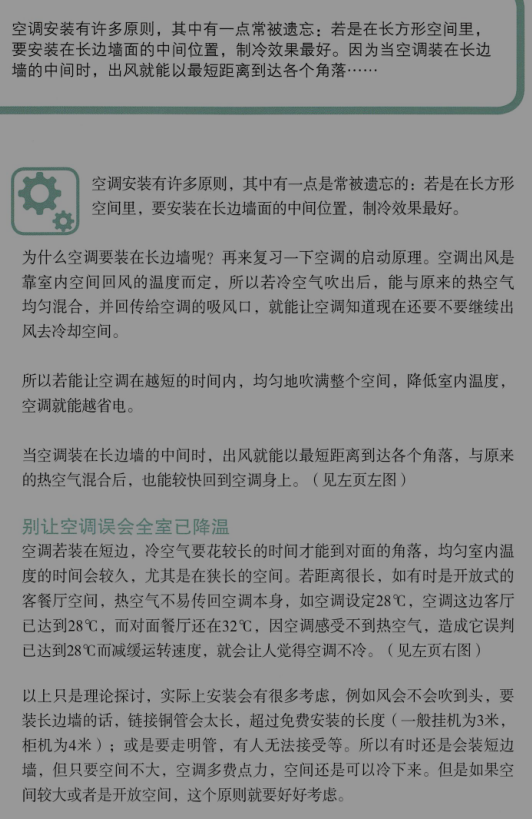 空调安装有许多原则，其中有一点常被遗忘：若是在长方形空间里，
要安装在长边墙面的中间位置，制冷效果最好。因为当空调装在长边
墙的中间时，出风就能以最短距离到达各个角落……
空调安装有许多原则，其中有一点是常被遗忘的：若是在长方形
空间里，要安装在长边墙面的中间位置，制冷效果最好。
为什么空调要装在长边墙呢？再来复习一下空调的启动原理。空调出风是
靠室内空间回风的温度而定，所以若冷空气吹出后，能与原来的热空气
均匀混合，并回传给空调的吸风口，就能让空调知道现在还要不要继续出
风去冷却空间。
所以若能让空调在越短的时间内，均匀地吹满整个空间，降低室内温度，
空调就能越省电。
当空调装在长边墙的中间时，出风就能以最短距离到达各个角落，与原来
的热空气混合后，也能较快回到空调身上。（见左页左图）
别让空调误会全室已降温
空调若装在短边，冷空气要花较长的时间才能到对面的角落，均匀室内温
度的时间会较久，尤其是在狭长的空间。若距离很长，如有时是开放式的
客餐厅空间，热空气不易传回空调本身，如空调设定28℃，空调这边客厅
已达到28℃，而对面餐厅还在32℃，因空调感受不到热空气，造成它误判
已达到28℃而减缓运转速度，就会让人觉得空调不冷。（见左页右图）
以上只是理论探讨，实际上安装会有很多考虑，例如风会不会吹到头，要
装长边墙的话，链接铜管会太长，超过免费安装的长度（一般挂机为3米，
柜机为4米）；或是要走明管，有人无法接受等。所以有时还是会装短边
墙，但只要空间不大，空调多费点力，空间还是可以冷下来。但是如果空
间较大或者是开放空间，这个原则就要好好考虑。